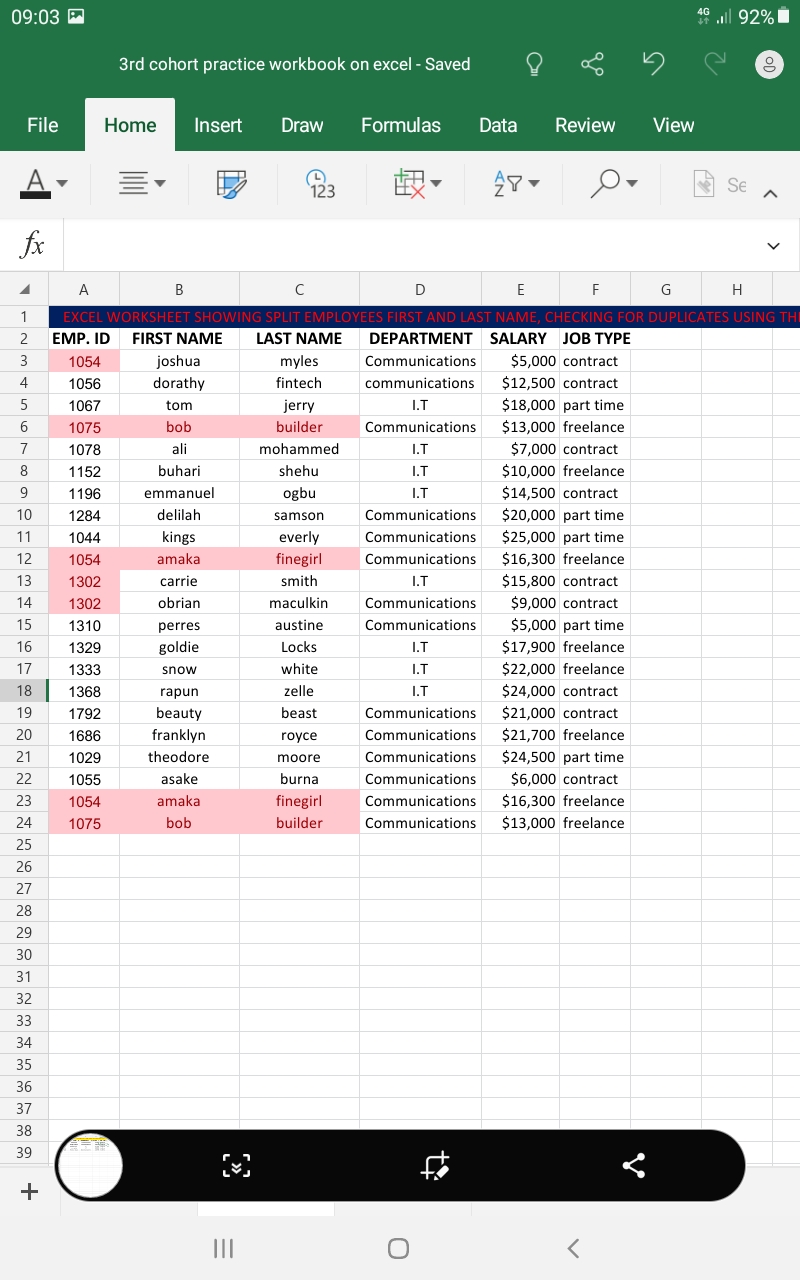 09:03 4G 92%
3rd cohort practice workbook on excel - Saved
File Home Insert Draw Formulas Data Review View
A 123 A Z Se
fx
A B C D E F G H
1 EXCEL WORKSHEET SHOWING SPLIT EMPLOYEES FIRST AND LAST NAME, CHECKING FOR DUPLICATES USING TH
2 EMP. ID FIRST NAME LAST NAME DEPARTMENT SALARY JOB TYPE
3 1054 joshua myles Communications $5,000 contract
4 1056 dorathy fintech communications $12,500 contract
5 1067 tom jerry I.T $18,000 part time
6 1075 bob builder Communications $13,000 freelance
7 1078 ali mohammed I.T $7,000 contract
8 1152 buhari shehu I.T $10,000 freelance
9 1196 emmanuel ogbu I.T $14,500 contract
10 1284 delilah samson Communications $20,000 part time
11 1044 kings everly Communications $25,000 part time
12 1054 amaka finegirl Communications $16,300 freelance
13 1302 carrie smith I.T $15,800 contract
14 1302 obrian maculkin Communications $9,000 contract
15 1310 perres austine Communications $5,000 part time
16 1329 goldie Locks I.T $17,900 freelance
17 1333 snow white I.T $22,000 freelance
18 1368 rapun zelle I.T $24,000 contract
19 1792 beauty beast Communications $21,000 contract
20 1686 franklyn royce Communications $21,700 freelance
21 1029 theodore moore Communications $24,500 part time
22 1055 asake burna Communications $6,000 contract
23 1054 amaka finegirl Communications $16,300 freelance
24 1075 bob builder Communications $13,000 freelance
25
26
27
28
29
30
31
32
33
34
35
36
37
38
39